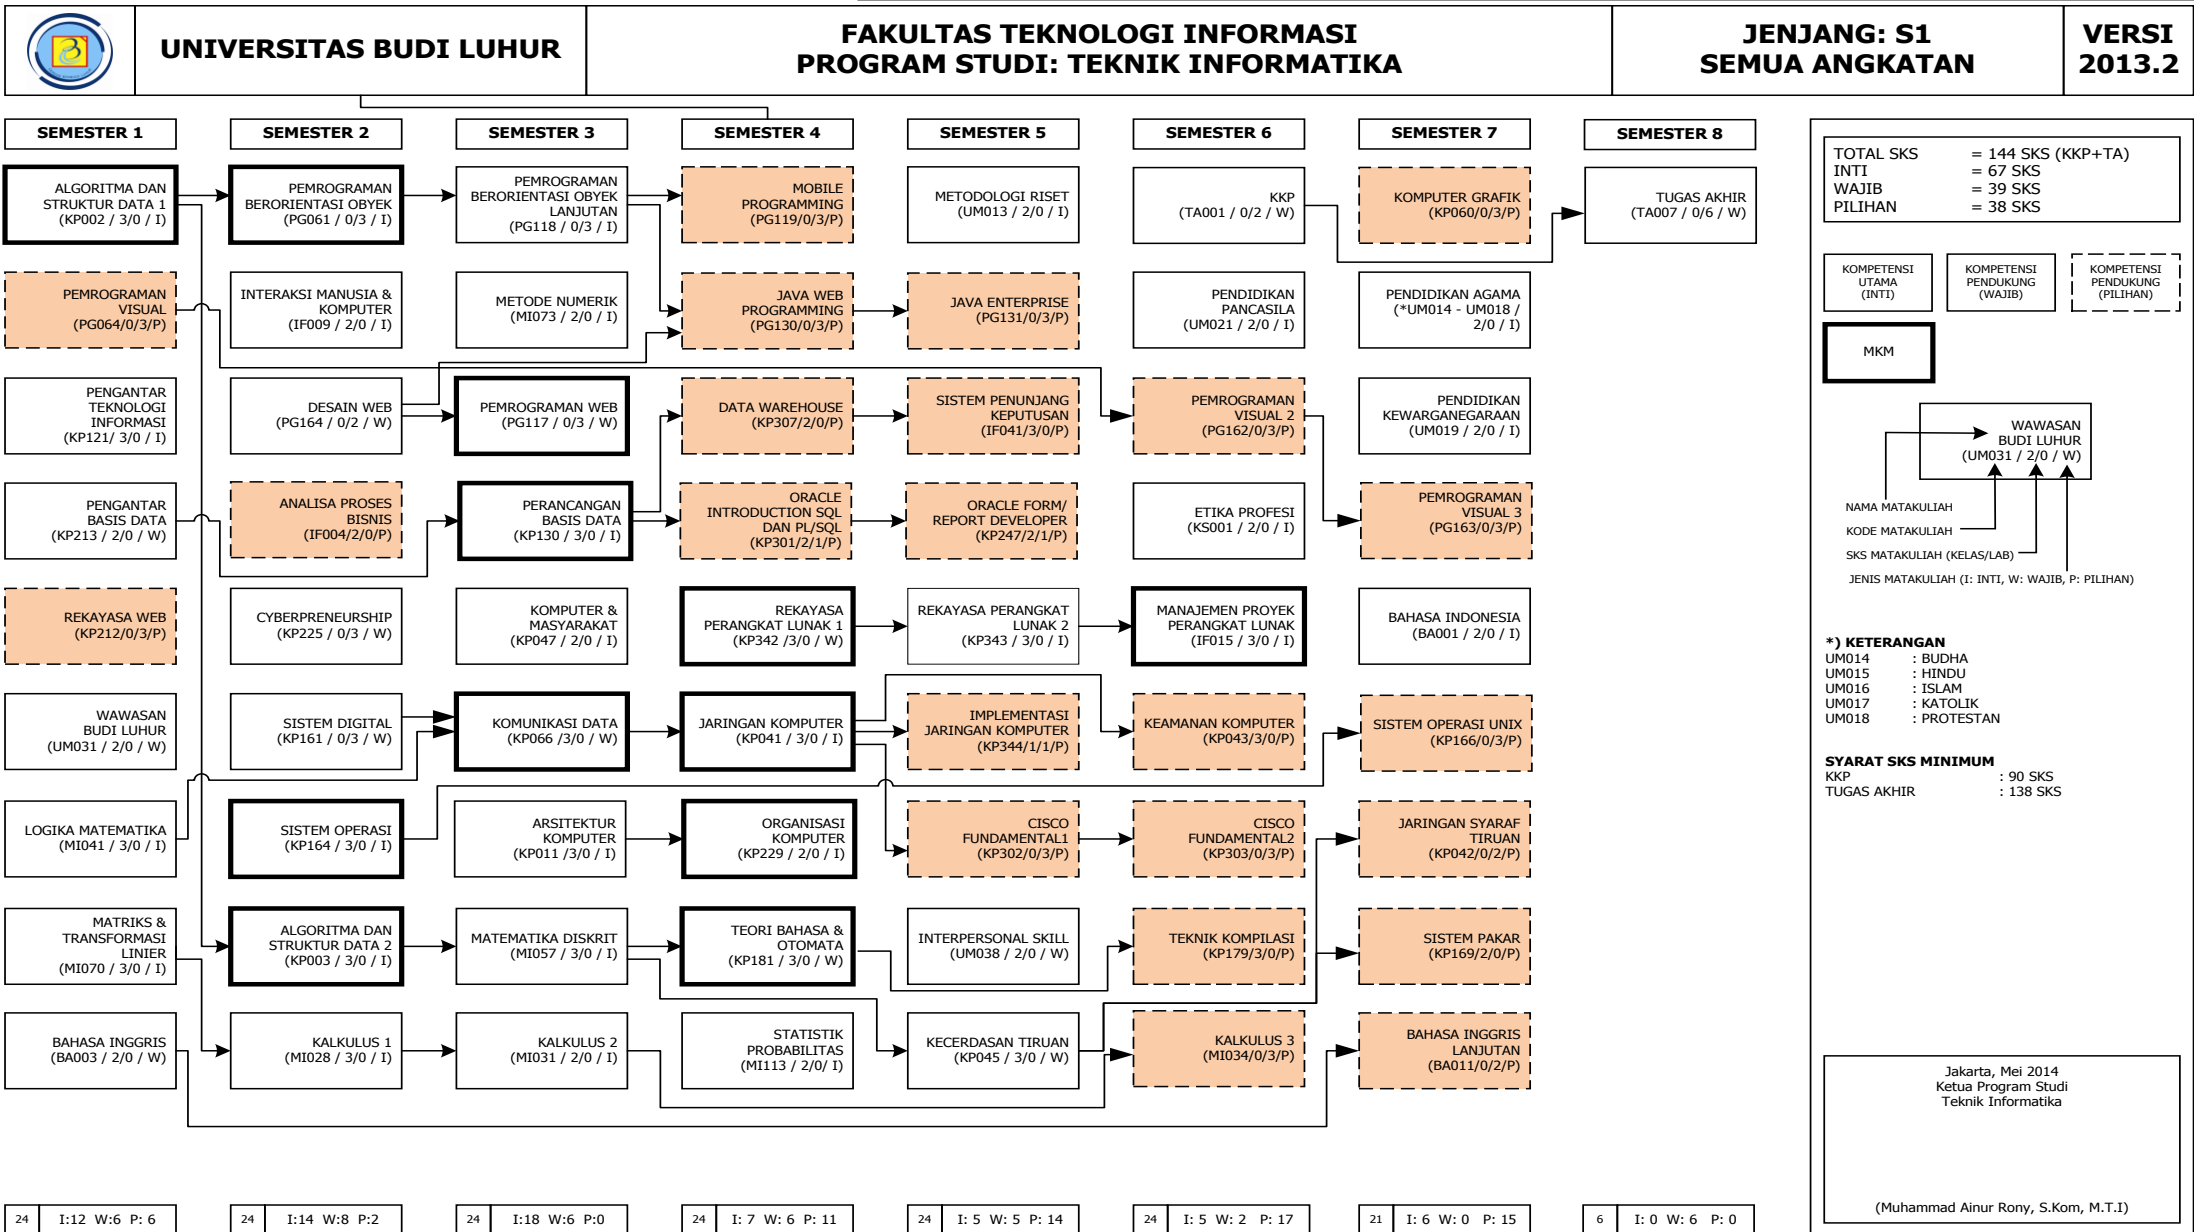 UNIVERSITAS BUDI LUHUR
FAKULTAS TEKNOLOGI INFORMASI
PROGRAM STUDI: TEKNIK INFORMATIKA
JENJANG: S1
SEMUA ANGKATAN
VERSI
2013.2
SEMESTER 1
SEMESTER 2
SEMESTER 3
SEMESTER 4
SEMESTER 5
SEMESTER 6
SEMESTER 7
SEMESTER 8
ALGORITMA DAN
STRUKTUR DATA 1
(KP002 / 3/0 / I)
PEMROGRAMAN
BERORIENTASI OBYEK
(PG061 / 0/3 / I)
PEMROGRAMAN
BERORIENTASI OBYEK
LANJUTAN
(PG118 / 0/3 / I)
MOBILE
PROGRAMMING
(PG119/0/3/P)
METODOLOGI RISET
(UM013 / 2/0 / I)
KKP
(TA001 / 0/2 / W)
KOMPUTER GRAFIK
(KP060/0/3/P)
TUGAS AKHIR
(TA007 / 0/6 / W)
PEMROGRAMAN
VISUAL
(PG064/0/3/P)
INTERAKSI MANUSIA &
KOMPUTER
(IF009 / 2/0 / I)
METODE NUMERIK
(MI073 / 2/0 / I)
JAVA WEB
PROGRAMMING
(PG130/0/3/P)
JAVA ENTERPRISE
(PG131/0/3/P)
PENDIDIKAN
PANCASILA
(UM021 / 2/0 / I)
PENDIDIKAN AGAMA
(*UM014 - UM018 /
2/0 / I)
PENGANTAR
TEKNOLOGI
INFORMASI
(KP121/ 3/0 / I)
DESAIN WEB
(PG164 / 0/2 / W)
PEMROGRAMAN WEB
(PG117 / 0/3 / W)
DATA WAREHOUSE
(KP307/2/0/P)
SISTEM PENUNJANG
KEPUTUSAN
(IF041/3/0/P)
PEMROGRAMAN
VISUAL 2
(PG162/0/3/P)
PENDIDIKAN
KEWARGANEGARAAN
(UM019 / 2/0 / I)
PENGANTAR
BASIS DATA
(KP213 / 2/0 / W)
ANALISA PROSES
BISNIS
(IF004/2/0/P)
PERANCANGAN
BASIS DATA
(KP130 / 3/0 / I)
ORACLE
INTRODUCTION SQL
DAN PL/SQL
(KP301/2/1/P)
ORACLE FORM/
REPORT DEVELOPER
(KP247/2/1/P)
ETIKA PROFESI
(KS001 / 2/0 / I)
PEMROGRAMAN
VISUAL 3
(PG163/0/3/P)
REKAYASA WEB
(KP212/0/3/P)
CYBERPRENEURSHIP
(KP225 / 0/3 / W)
KOMPUTER &
MASYARAKAT
(KP047 / 2/0 / I)
REKAYASA
PERANGKAT LUNAK 1
(KP342 /3/0 / W)
REKAYASA PERANGKAT
LUNAK 2
(KP343 / 3/0 / I)
MANAJEMEN PROYEK
PERANGKAT LUNAK
(IF015 / 3/0 / I)
BAHASA INDONESIA
(BA001 / 2/0 / I)
WAWASAN
BUDI LUHUR
(UM031 / 2/0 / W)
SISTEM DIGITAL
(KP161 / 0/3 / W)
KOMUNIKASI DATA
(KP066 /3/0 / W)
JARINGAN KOMPUTER
(KP041 / 3/0 / I)
IMPLEMENTASI
JARINGAN KOMPUTER
(KP344/1/1/P)
KEAMANAN KOMPUTER
(KP043/3/0/P)
SISTEM OPERASI UNIX
(KP166/0/3/P)
LOGIKA MATEMATIKA
(MI041 / 3/0 / I)
SISTEM OPERASI
(KP164 / 3/0 / I)
ARSITEKTUR
KOMPUTER
(KP011 /3/0 / I)
ORGANISASI
KOMPUTER
(KP229 / 2/0 / I)
CISCO
FUNDAMENTAL1
(KP302/0/3/P)
CISCO
FUNDAMENTAL2
(KP303/0/3/P)
JARINGAN SYARAF
TIRUAN
(KP042/0/2/P)
MATRIKS &
TRANSFORMASI
LINIER
(MI070 / 3/0 / I)
ALGORITMA DAN
STRUKTUR DATA 2
(KP003 / 3/0 / I)
MATEMATIKA DISKRIT
(MI057 / 3/0 / I)
TEORI BAHASA &
OTOMATA
(KP181 / 3/0 / W)
INTERPERSONAL SKILL
(UM038 / 2/0 / W)
TEKNIK KOMPILASI
(KP179/3/0/P)
SISTEM PAKAR
(KP169/2/0/P)
BAHASA INGGRIS
(BA003 / 2/0 / W)
KALKULUS 1
(MI028 / 3/0 / I)
KALKULUS 2
(MI031 / 2/0 / I)
STATISTIK
PROBABILITAS
(MI113 / 2/0/ I)
KECERDASAN TIRUAN
(KP045 / 3/0 / W)
KALKULUS 3
(MI034/0/3/P)
BAHASA INGGRIS
LANJUTAN
(BA011/0/2/P)
24 I:12 W:6 P: 6
24 I:14 W:8 P:2
24 I:18 W:6 P:0
24 I: 7 W: 6 P: 11
24 I: 5 W: 5 P: 14
24 I: 5 W: 2 P: 17
21 I: 6 W: 0 P: 15
6 I: 0 W: 6 P: 0
TOTAL SKS = 144 SKS (KKP+TA)
INTI = 67 SKS
WAJIB = 39 SKS
PILIHAN = 38 SKS
KOMPETENSI
UTAMA
(INTI)
KOMPETENSI
PENDUKUNG
(WAJIB)
KOMPETENSI
PENDUKUNG
(PILIHAN)
MKM
WAWASAN
BUDI LUHUR
(UM031 / 2/0 / W)
NAMA MATAKULIAH
KODE MATAKULIAH
SKS MATAKULIAH (KELAS/LAB)
JENIS MATAKULIAH (I: INTI, W: WAJIB, P: PILIHAN)
*) KETERANGAN
UM014 : BUDHA
UM015 : HINDU
UM016 : ISLAM
UM017 : KATOLIK
UM018 : PROTESTAN
SYARAT SKS MINIMUM
KKP : 90 SKS
TUGAS AKHIR : 138 SKS
Jakarta, Mei 2014
Ketua Program Studi
Teknik Informatika
(Muhammad Ainur Rony, S.Kom, M.T.I)